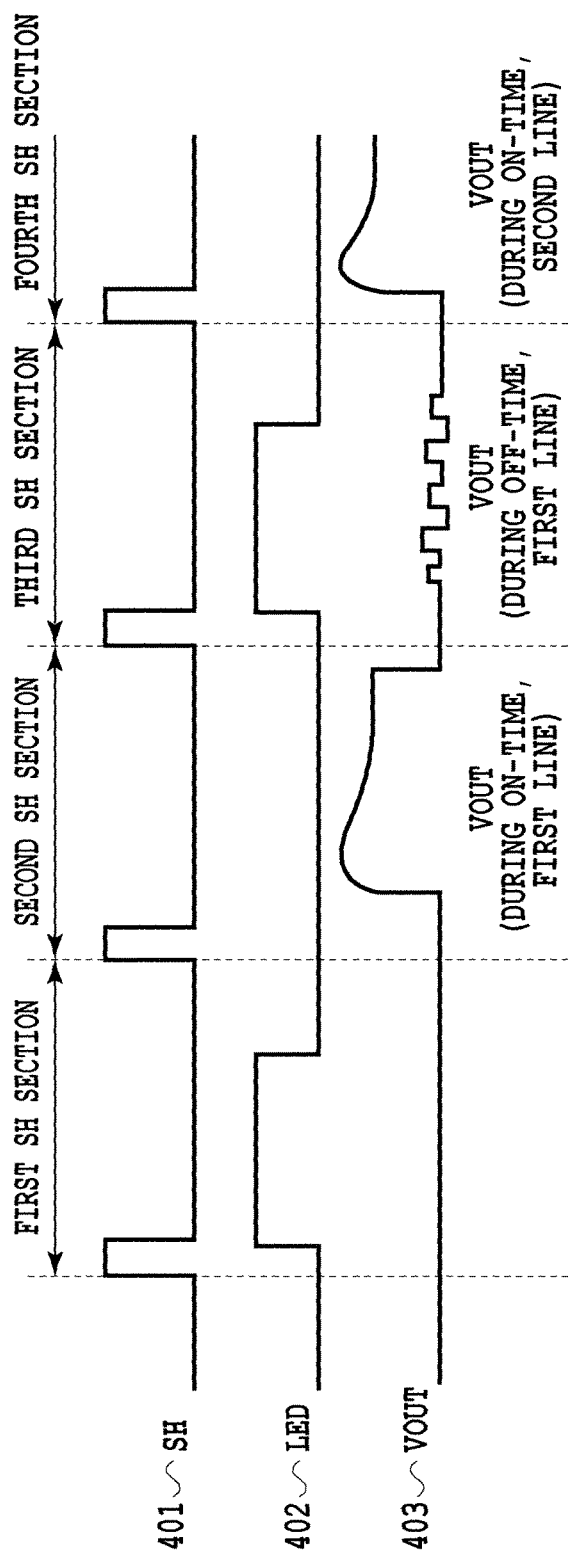 FIRST SH SECTION
SECOND SH SECTION
THIRD SH SECTION
FOURTH SH SECTION
401 SH
402 LED
403 VOUT
VOUT
(DURING ON-TIME,
FIRST LINE)
VOUT
(DURING OFF-TIME,
FIRST LINE)
VOUT
(DURING ON-TIME,
SECOND LINE)